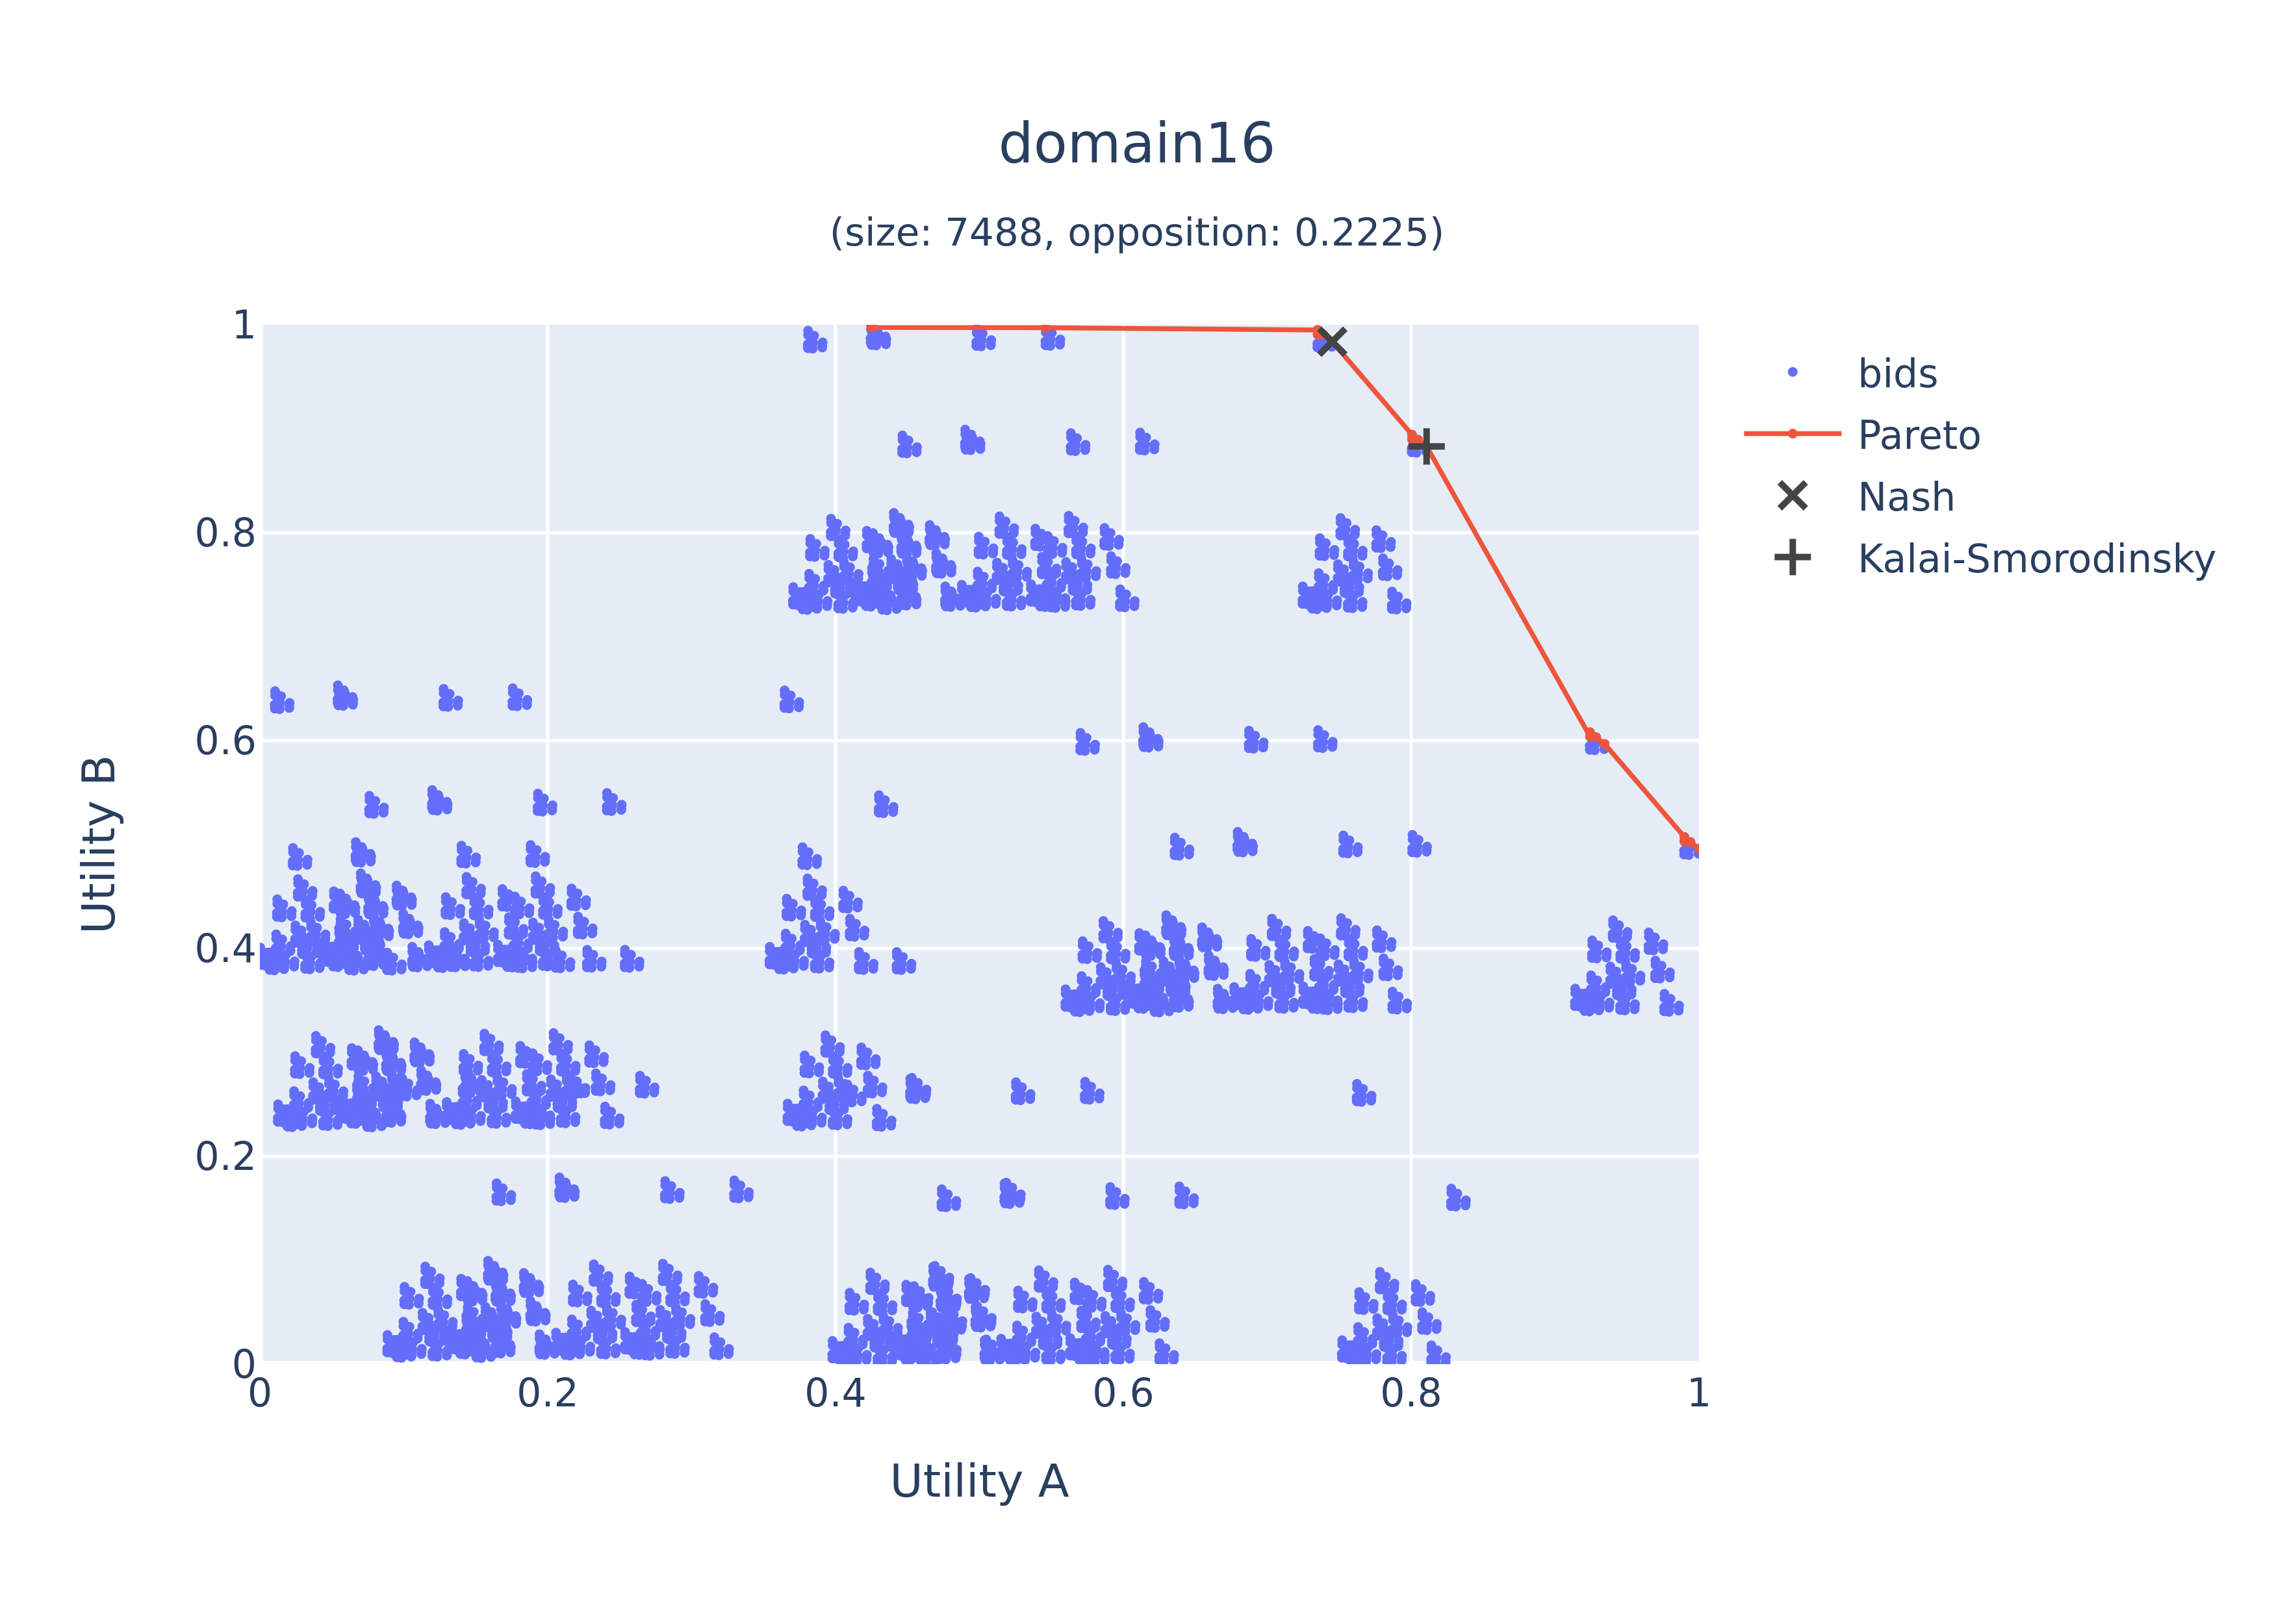 domain16
(size: 7488, opposition: 0.2225)
1
0.8
0.6
0.4
0.2
0
0
0.2
0.4
0.6
0.8
1
Utility B
Utility A
bids
Pareto
Nash
Kalai-Smorodinsky